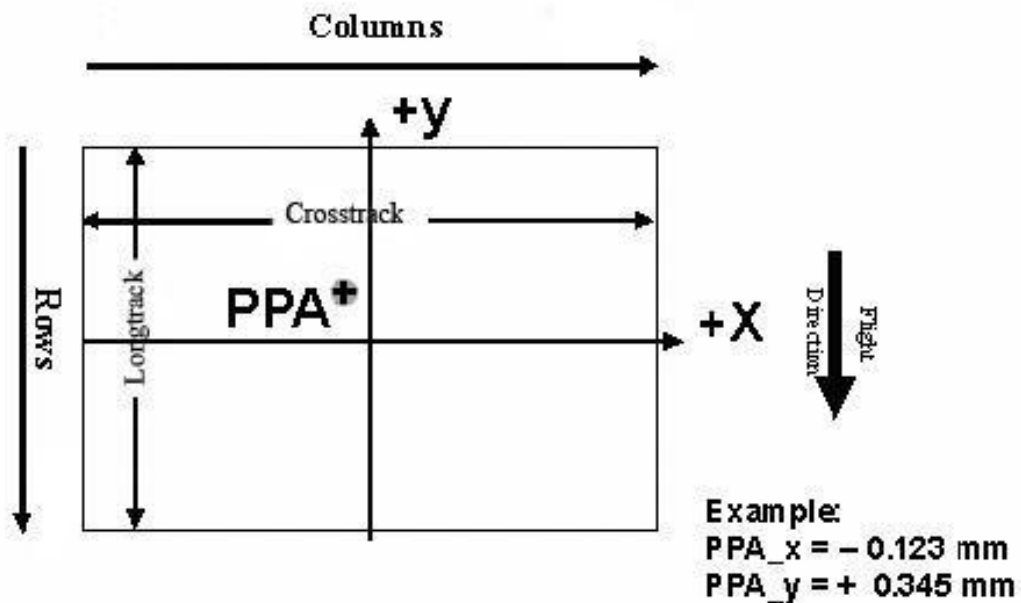 Columns
+y
Crosstrack
Rows
Longtrack
PPA
+X
Flight
Direction
Example:
PPA_x = – 0.123 mm
PPA_y = + 0.345 mm